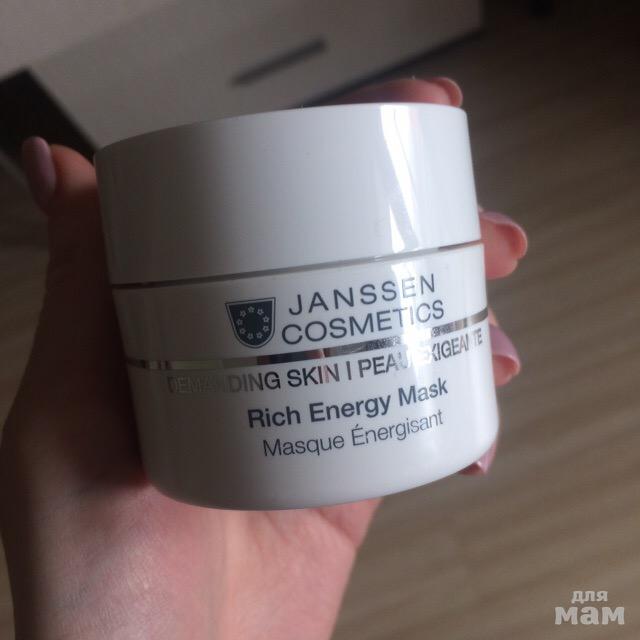 JANSSEN
COSMETICS
DEMANDING SKIN | PEAU EXIGEANTE
Rich Energy Mask
Masque Énergisant
для
мам